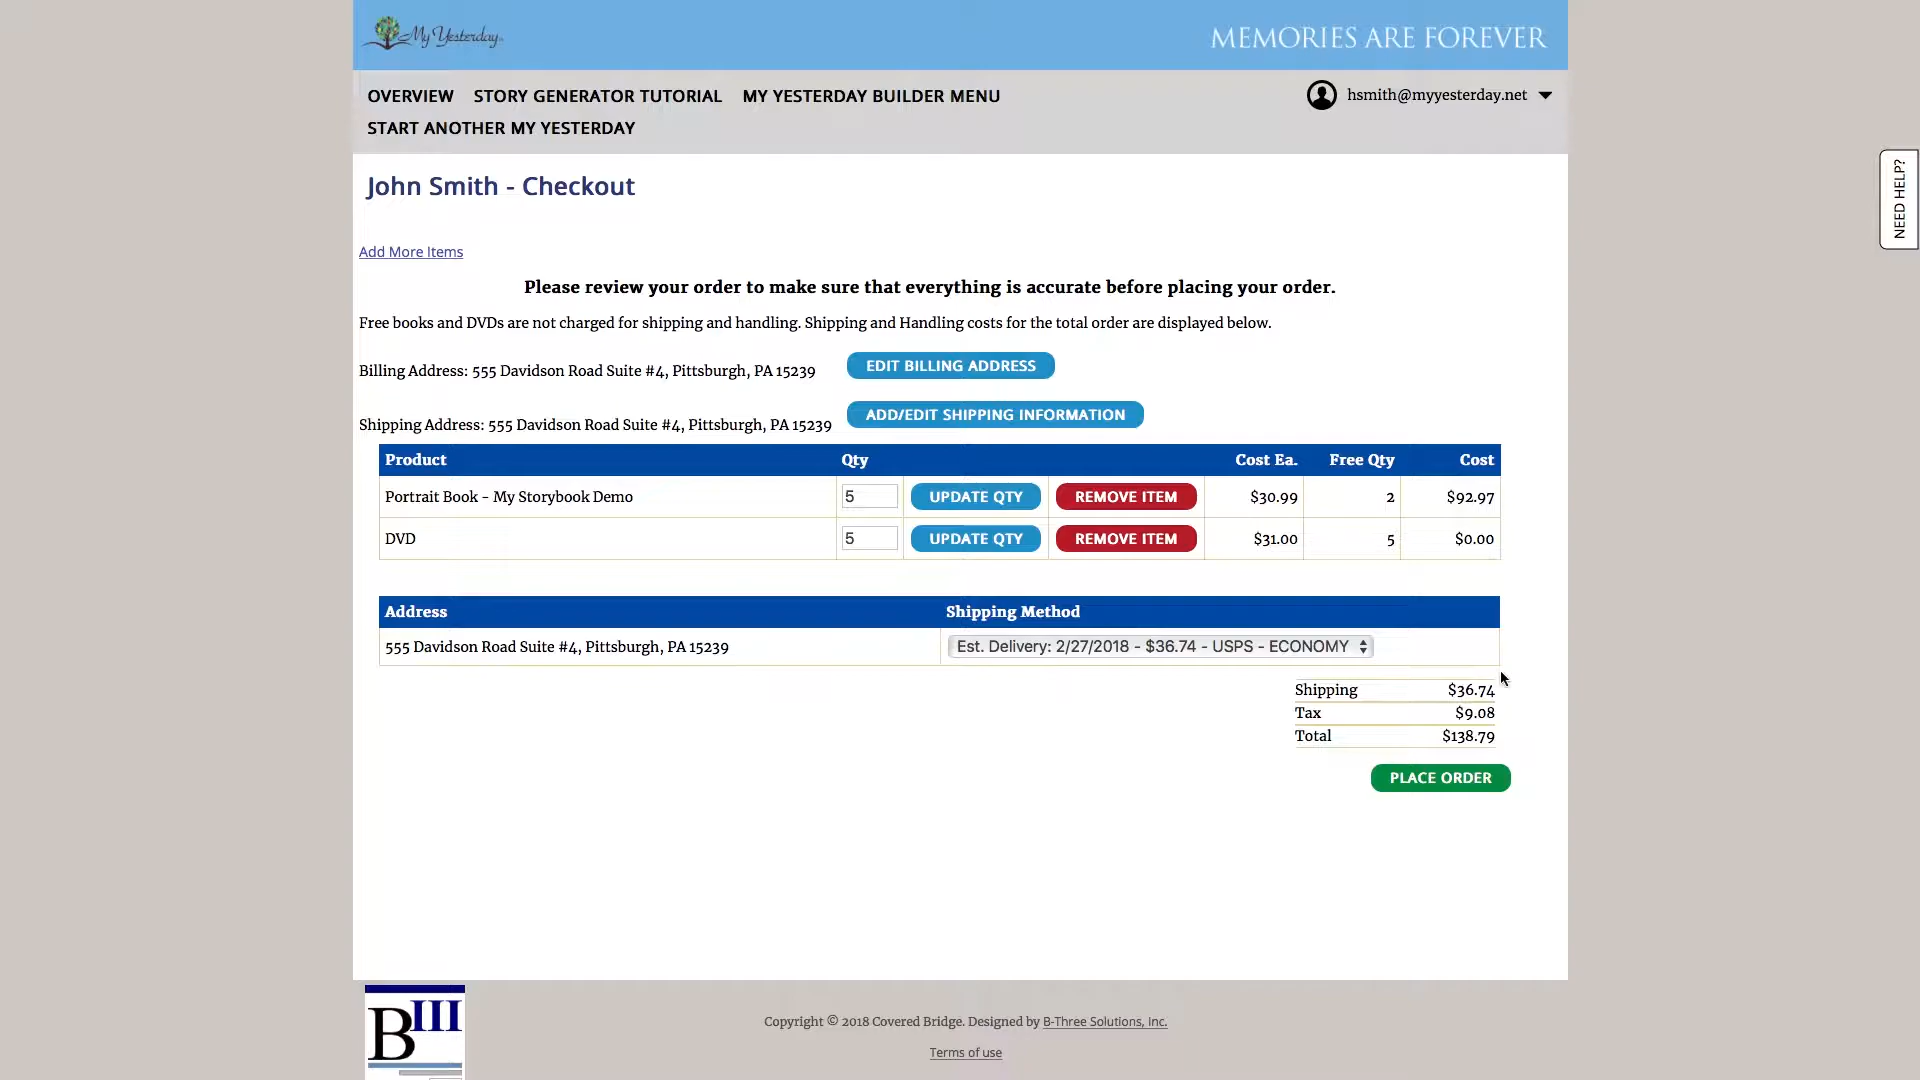 My Yesterday
MEMORIES ARE FOREVER
OVERVIEW STORY GENERATOR TUTORIAL MY YESTERDAY BUILDER MENU
hsmith@myyesterday.net
START ANOTHER MY YESTERDAY
NEED HELP?
John Smith - Checkout
Add More Items
Please review your order to make sure that everything is accurate before placing your order.
Free books and DVDs are not charged for shipping and handling. Shipping and Handling costs for the total order are displayed below.
Billing Address: 555 Davidson Road Suite #4, Pittsburgh, PA 15239 EDIT BILLING ADDRESS
Shipping Address: 555 Davidson Road Suite #4, Pittsburgh, PA 15239 ADD/EDIT SHIPPING INFORMATION
Product Qty Cost Ea. Free Qty Cost
Portrait Book - My Storybook Demo 5 UPDATE QTY REMOVE ITEM $30.99 2 $92.97
DVD 5 UPDATE QTY REMOVE ITEM $31.00 5 $0.00
Address Shipping Method
555 Davidson Road Suite #4, Pittsburgh, PA 15239 Est. Delivery: 2/27/2018 - $36.74 - USPS - ECONOMY
Shipping $36.74
Tax $9.08
Total $138.79
PLACE ORDER
BIII
Copyright © 2018 Covered Bridge. Designed by B-Three Solutions, Inc.
Terms of use